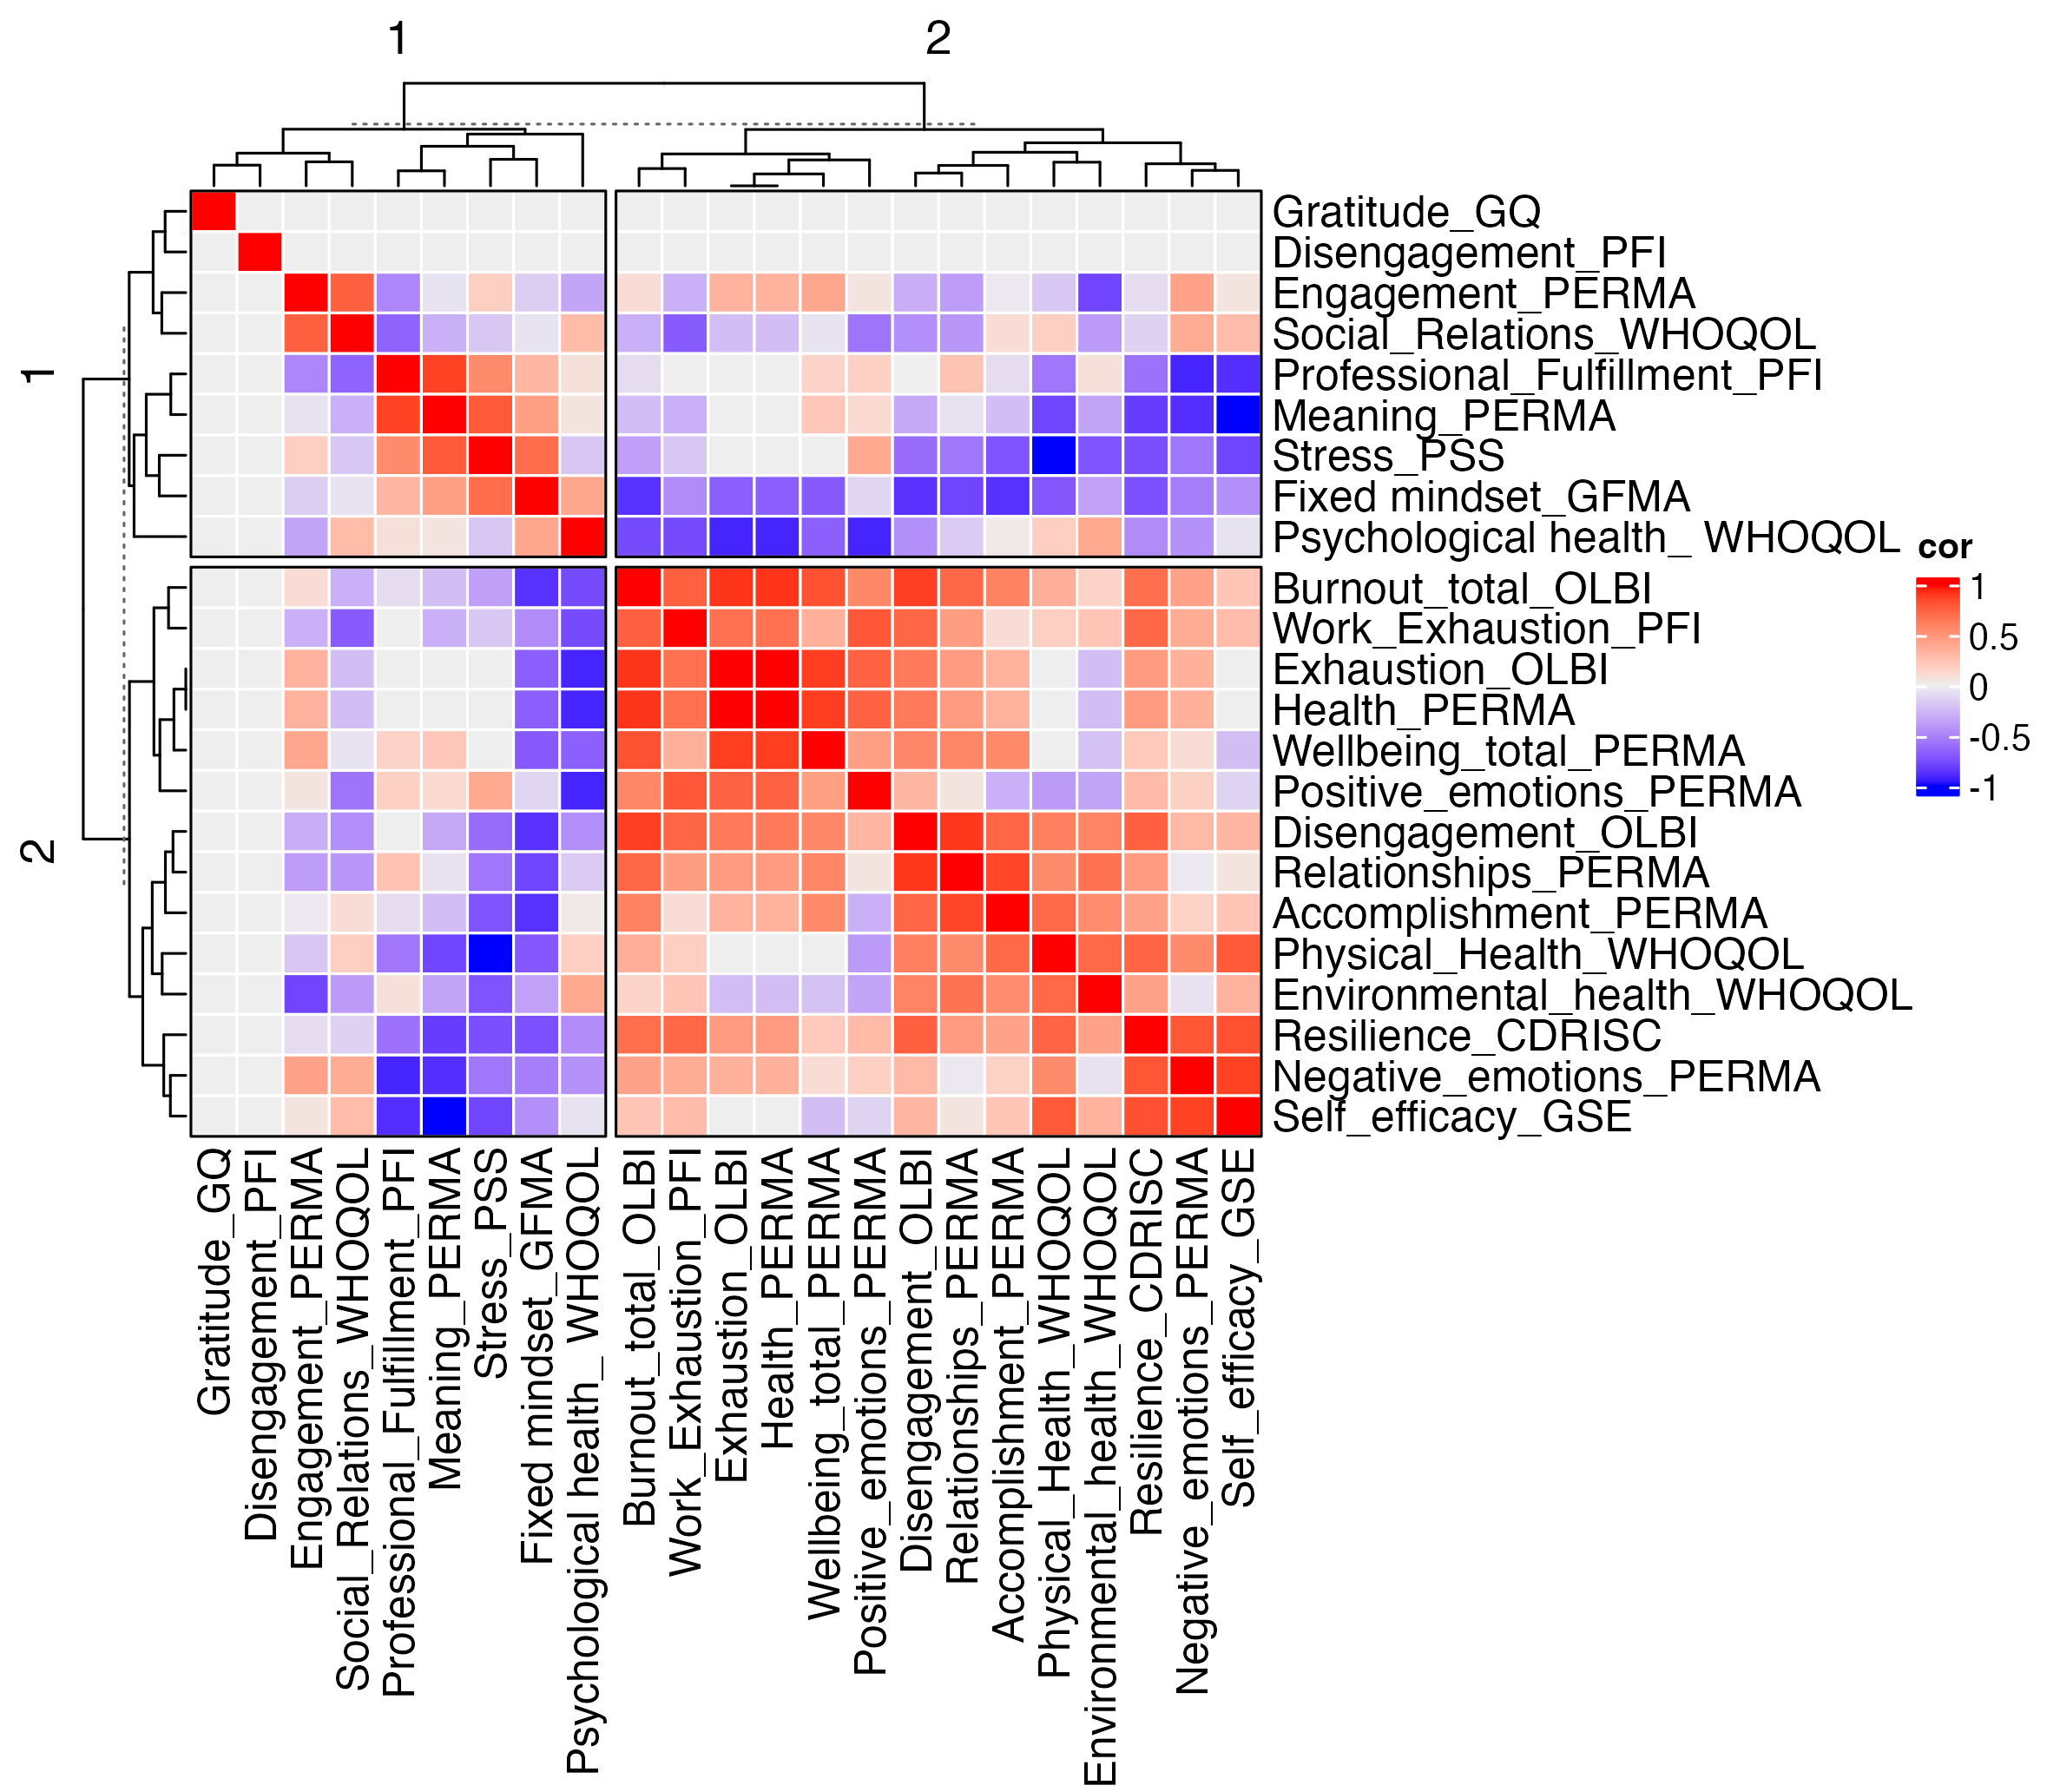 1
2
1
2
Gratitude_GQ
Disengagement_PFI
Engagement_PERMA
Social_Relations_WHOQOL
Professional_Fulfillment_PFI
Meaning_PERMA
Stress_PSS
Fixed mindset_GFMA
Psychological health_ WHOQOL
Burnout_total_OLBI
Work_Exhaustion_PFI
Exhaustion_OLBI
Health_PERMA
Wellbeing_total_PERMA
Positive_emotions_PERMA
Disengagement_OLBI
Relationships_PERMA
Accomplishment_PERMA
Physical_Health_WHOQOL
Environmental_health_WHOQOL
Resilience_CDRISC
Negative_emotions_PERMA
Self_efficacy_GSE
cor
1
0.5
0
-0.5
-1
Gratitude_GQ
Disengagement_PFI
Engagement_PERMA
Social_Relations_WHOQOL
Professional_Fulfillment_PFI
Meaning_PERMA
Stress_PSS
Fixed mindset_GFMA
Psychological health_ WHOQOL
Burnout_total_OLBI
Work_Exhaustion_PFI
Exhaustion_OLBI
Health_PERMA
Wellbeing_total_PERMA
Positive_emotions_PERMA
Disengagement_OLBI
Relationships_PERMA
Accomplishment_PERMA
Physical_Health_WHOQOL
Environmental_health_WHOQOL
Resilience_CDRISC
Negative_emotions_PERMA
Self_efficacy_GSE